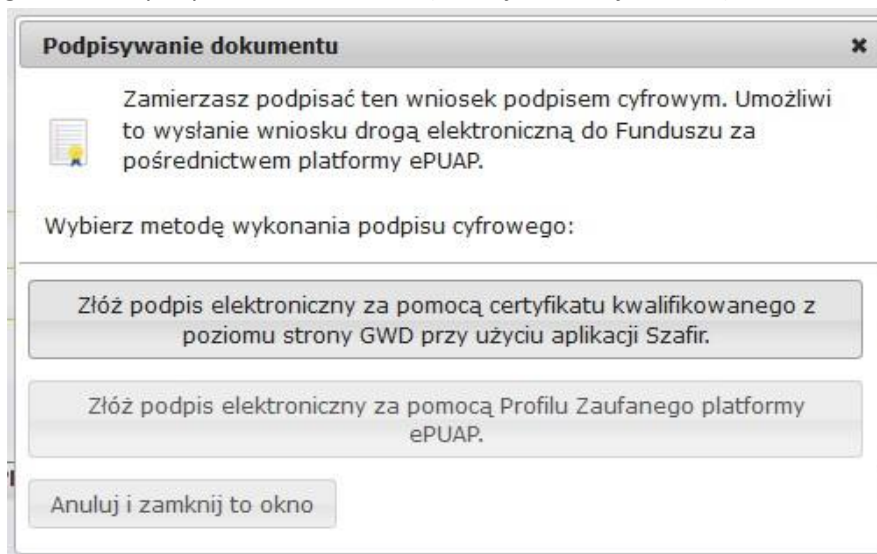 Podpisywanie dokumentu
Zamierzasz podpisać ten wniosek podpisem cyfrowym. Umożliwi
to wysłanie wniosku drogą elektroniczną do Funduszu za
pośrednictwem platformy ePUAP.
Wybierz metodę wykonania podpisu cyfrowego:
Złóż podpis elektroniczny za pomocą certyfikatu kwalifikowanego z
poziomu strony GWD przy użyciu aplikacji Szafir.
Złóż podpis elektroniczny za pomocą Profilu Zaufanego platformy
ePUAP.
Anuluj i zamknij to okno